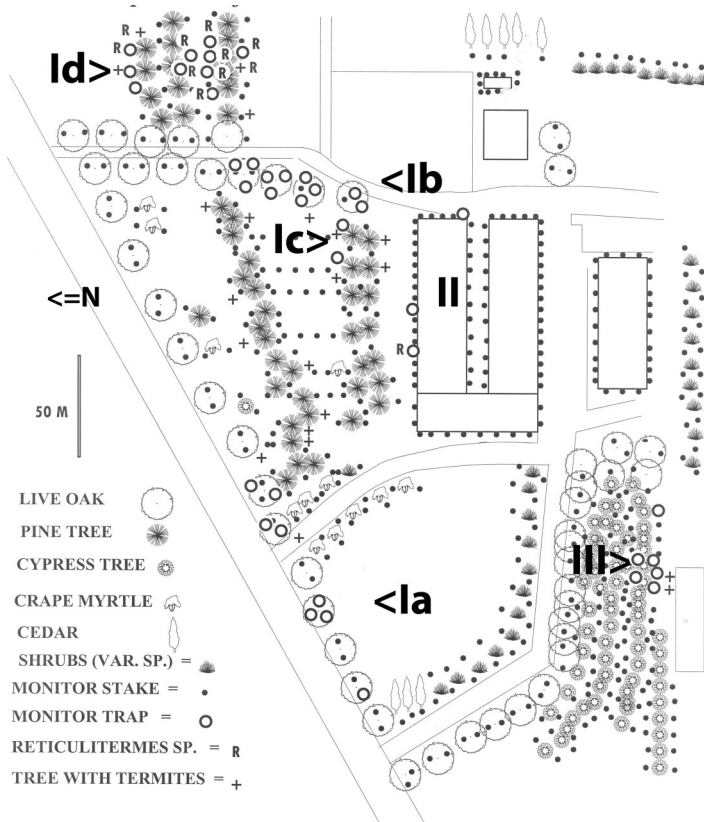 R +
R
R
R
R
Id>
+
R
+ R
R
R
+
<Ib
+
+
Ic>
+
+
+
+
II
<=N
+
+
R
+
+
50 M
+
+
+
+
LIVE OAK
PINE TREE
III>
CYPRESS TREE
+
+
CRAPE MYRTLE
<Ia
CEDAR
SHRUBS (VAR. SP.) =
MONITOR STAKE =
MONITOR TRAP =
RETICULITERMES SP. = R
TREE WITH TERMITES = +